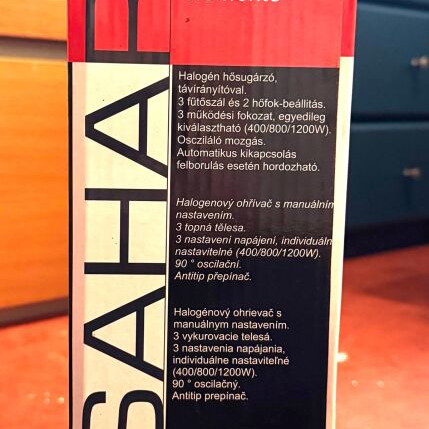 SAHAR
Halogén hősugárzó,
távirányítóval.
3 fűtőszál és 2 hőfok-beállítás.
3 működési fokozat, egyedileg
kiválasztható (400/800/1200W).
Oszciláló mozgás.
Automatikus kikapcsolás
felborulás esetén hordozható.
Halogenový ohřívač s manuálním
nastavením.
3 topná tělesa.
3 nastavení napájení, individuáln
nastavitelné (400/800/1200W).
90 ° oscilační.
Antitip přepínač.
Halogénový ohrievač s
manuálnym nastavením.
3 vykurovacie telesá.
3 nastavenia napájania,
individuálne nastaviteľné
(400/800/1200W).
90 ° oscilačný.
Antitip prepínač.